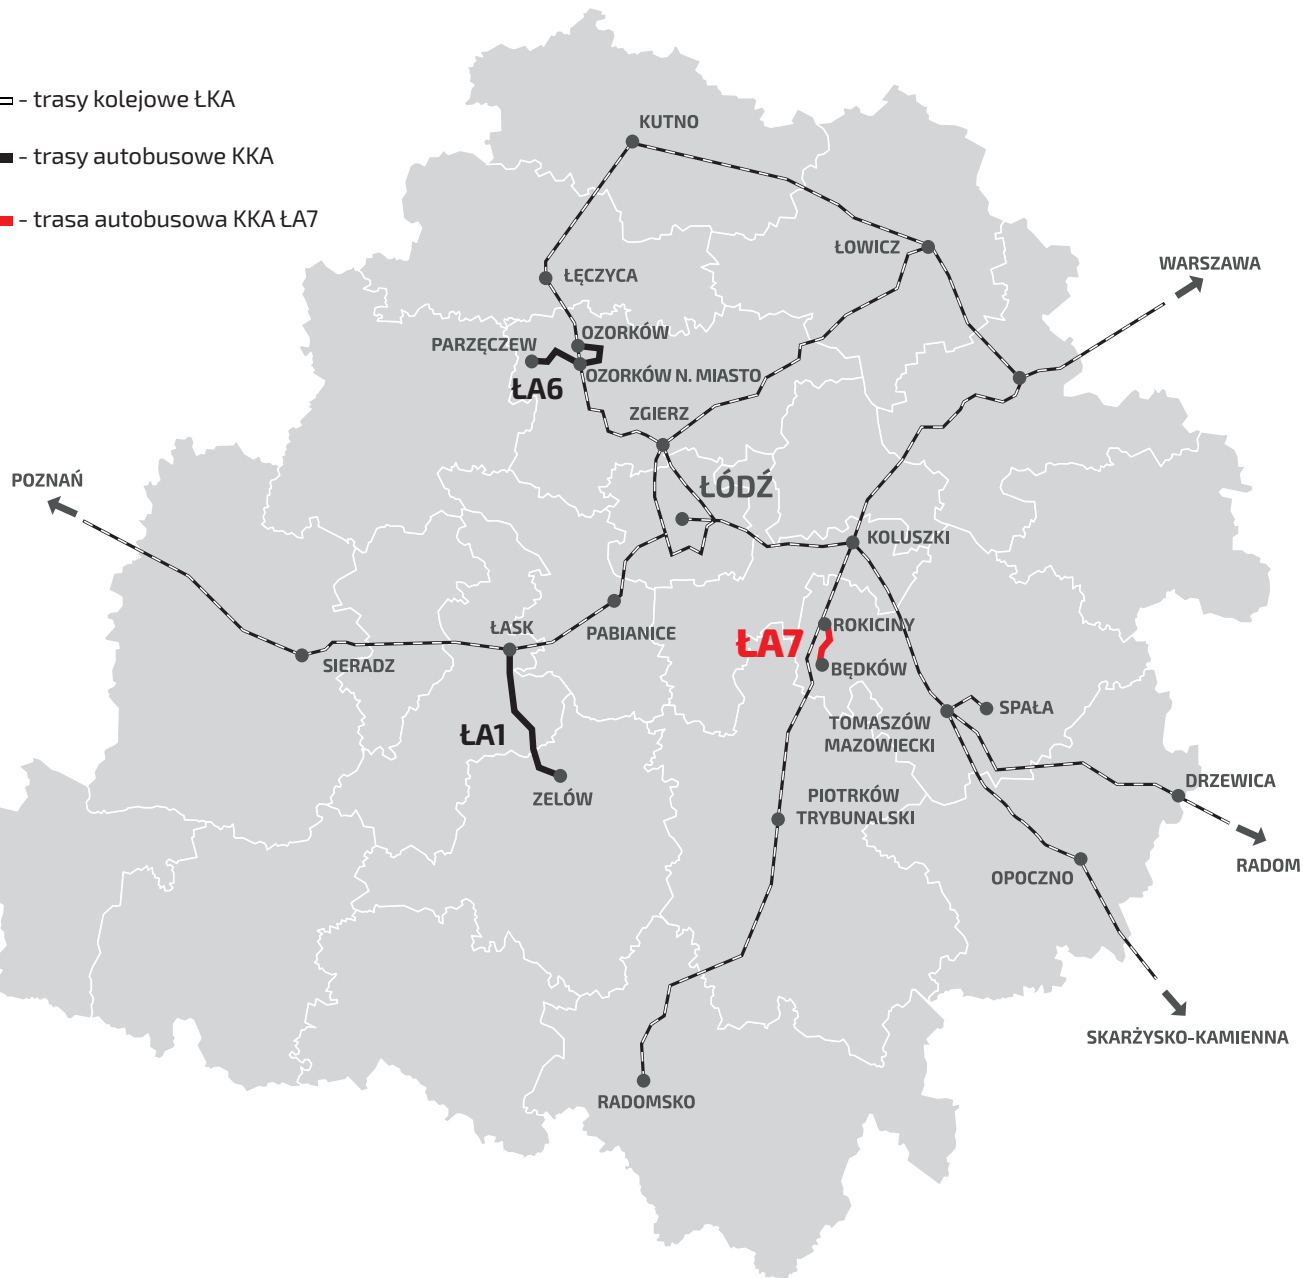 - trasy kolejowe ŁKA
- trasy autobusowe KKA
- trasa autobusowa KKA ŁA7
KUTNO
ŁOWICZ
WARSZAWA
ŁĘCZYCA
OZORKÓW
PARZĘCZEW
OZORKÓW N. MIASTO
ŁA6
ZGIERZ
POZNAŃ
ŁÓDŹ
KOLUSZKI
ŁASK
PABIANICE
ROKICINY
ŁA7
SIERADZ
BĘDKÓW
SPAŁA
TOMASZÓW
MAZOWIECKI
ŁA1
DRZEWICA
ZELÓW
PIOTRKÓW
TRYBUNALSKI
RADOM
OPOCZNO
SKARŻYSKO-KAMIENNA
RADOMSKO